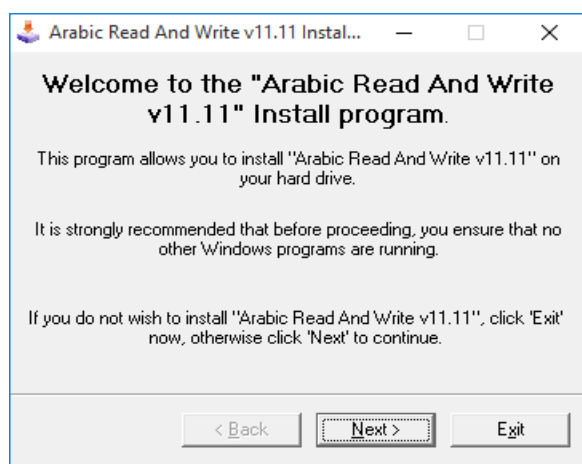 Arabic Read And Write v11.11 Instal...
Welcome to the "Arabic Read And Write
v11.11" Install program.
This program allows you to install "Arabic Read And Write v11.11" on
your hard drive.
It is strongly recommended that before proceeding, you ensure that no
other Windows programs are running.
If you do not wish to install "Arabic Read And Write v11.11", click 'Exit'
now, otherwise click 'Next' to continue.
< Back
Next >
Exit